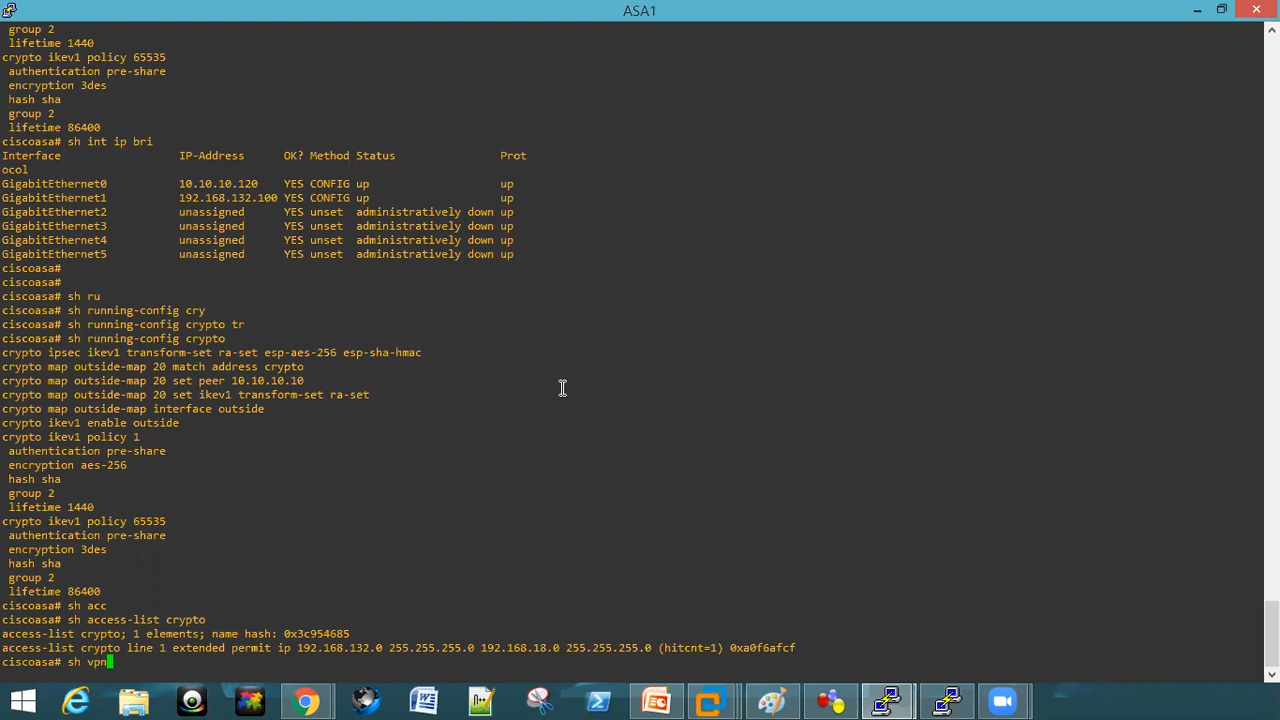 ASA1
 group 2
 lifetime 1440
crypto ikev1 policy 65535
 authentication pre-share
 encryption 3des
 hash sha
 group 2
 lifetime 86400
ciscoasa# sh int ip bri
Interface                  IP-Address      OK? Method Status                Prot
ocol
GigabitEthernet0           10.10.10.120    YES CONFIG up                    up
GigabitEthernet1           192.168.132.100 YES CONFIG up                    up
GigabitEthernet2           unassigned      YES unset  administratively down up
GigabitEthernet3           unassigned      YES unset  administratively down up
GigabitEthernet4           unassigned      YES unset  administratively down up
GigabitEthernet5           unassigned      YES unset  administratively down up
ciscoasa#
ciscoasa#
ciscoasa# sh ru
ciscoasa# sh running-config cry
ciscoasa# sh running-config crypto tr
ciscoasa# sh running-config crypto
crypto ipsec ikev1 transform-set ra-set esp-aes-256 esp-sha-hmac
crypto map outside-map 20 match address crypto
crypto map outside-map 20 set peer 10.10.10.10
crypto map outside-map 20 set ikev1 transform-set ra-set
crypto map outside-map interface outside
crypto ikev1 enable outside
crypto ikev1 policy 1
 authentication pre-share
 encryption aes-256
 hash sha
 group 2
 lifetime 1440
crypto ikev1 policy 65535
 authentication pre-share
 encryption 3des
 hash sha
 group 2
 lifetime 86400
ciscoasa# sh acc
ciscoasa# sh access-list crypto
access-list crypto; 1 elements; name hash: 0x3c954685
access-list crypto line 1 extended permit ip 192.168.132.0 255.255.255.0 192.168.18.0 255.255.255.0 (hitcnt=1) 0xa0f6afcf
ciscoasa# sh vpn